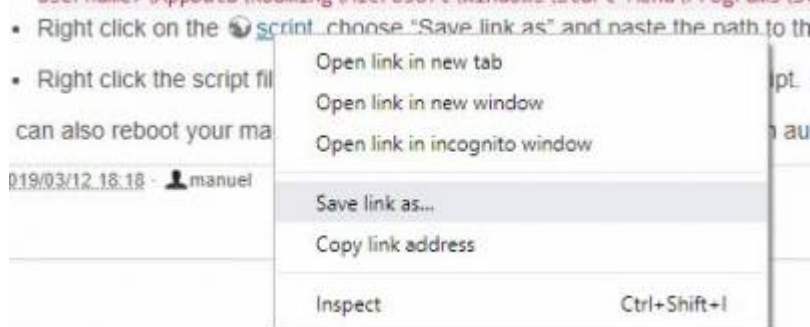 • Right click on the script, choose "Save link as" and paste the path to th
• Right click the script fil
ipt.
can also reboot your ma
n au
019/03/12 18:18 · manuel
Open link in new tab
Open link in new window
Open link in incognito window
Save link as...
Copy link address
Inspect Ctrl+Shift+I